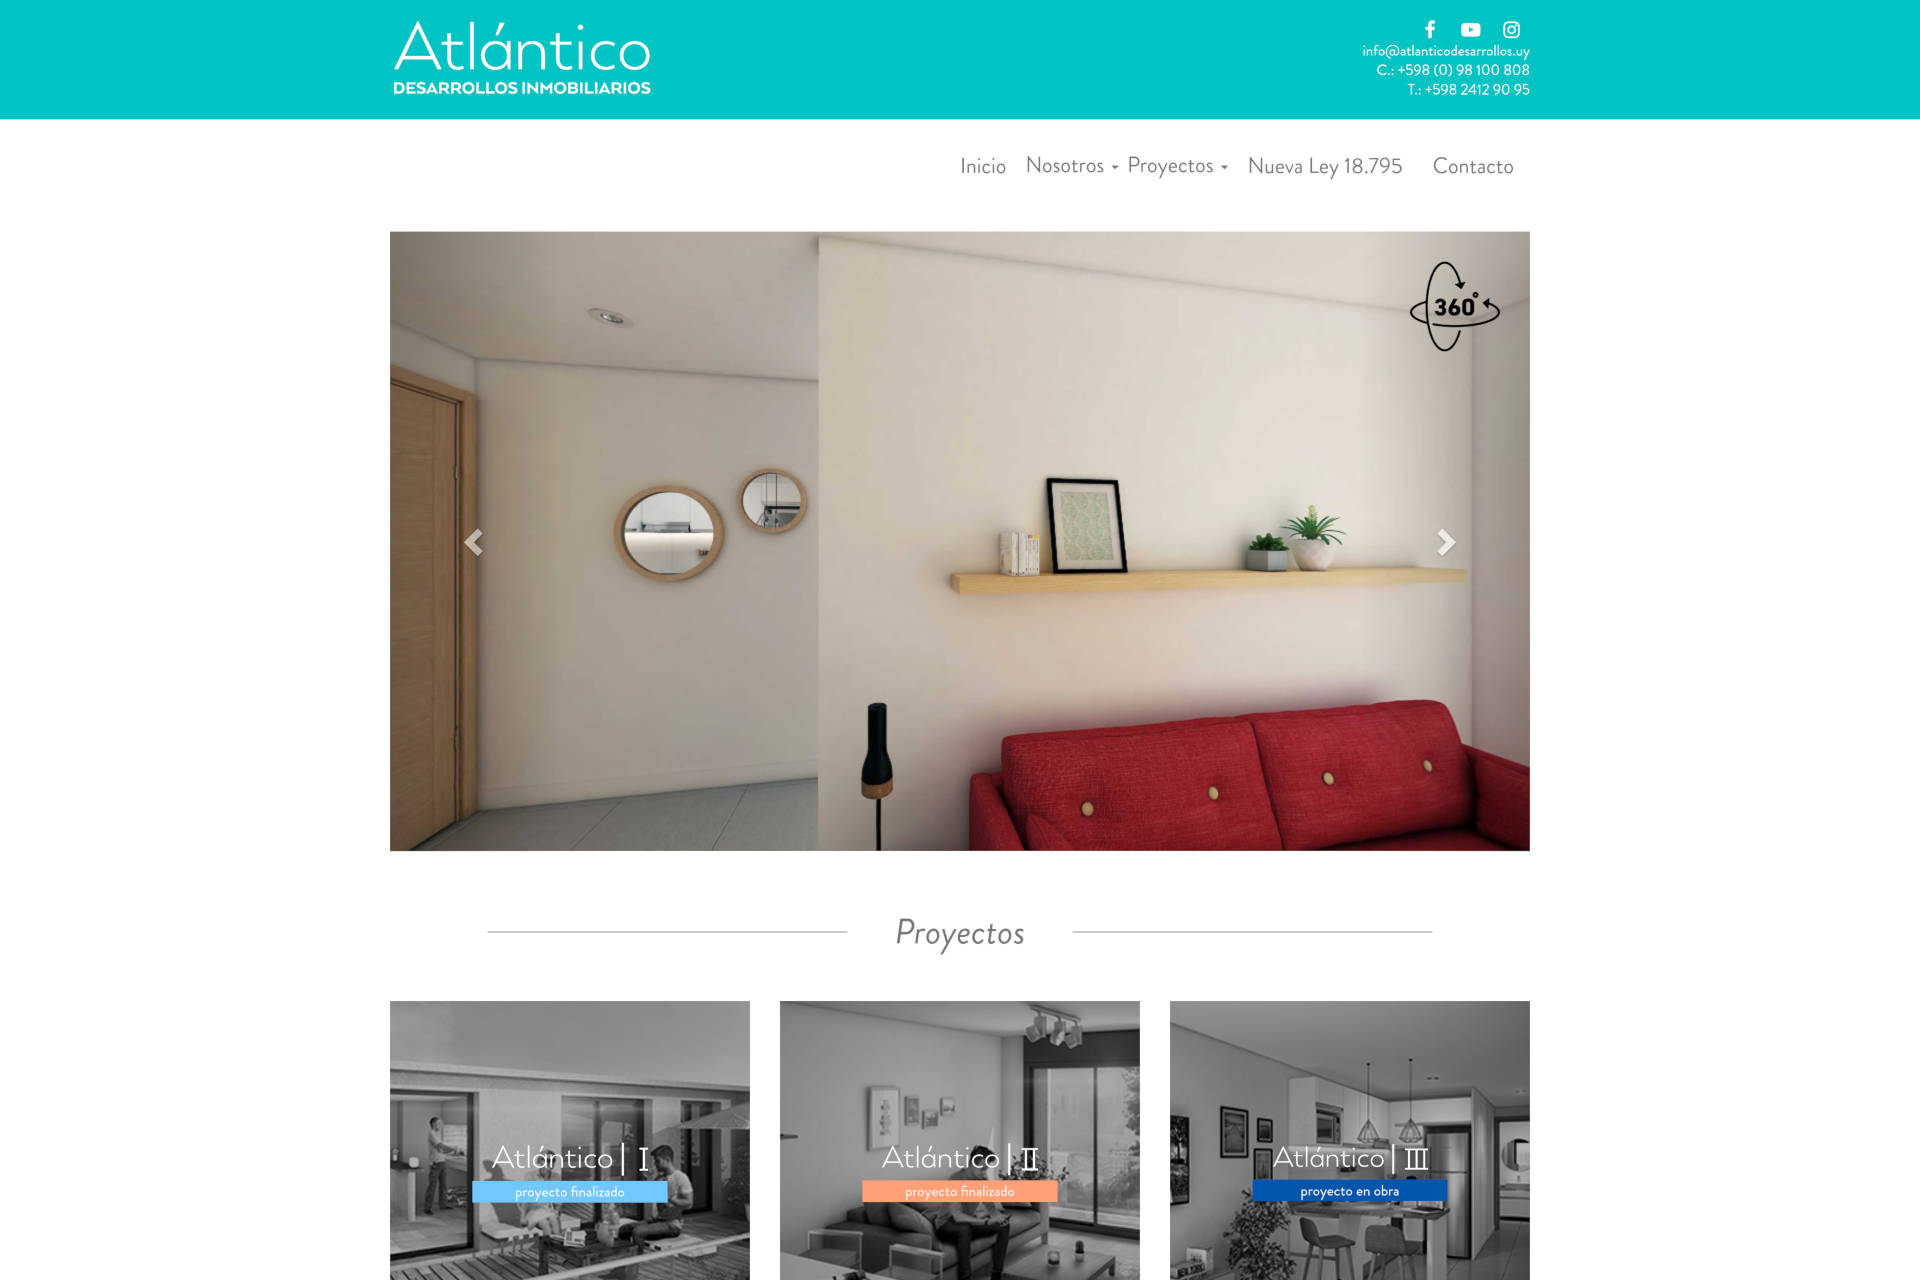 Atlántico
DESARROLLOS INMOBILIARIOS
info@atlanticodesarrollos.uy
C.: +598 (0) 98 100 808
T.: +598 2412 90 95
Inicio Nosotros Proyectos Nueva Ley 18.795 Contacto
360°
Proyectos
Atlántico | I
proyecto finalizado
Atlántico | II
proyecto finalizado
Atlántico | III
proyecto en obra